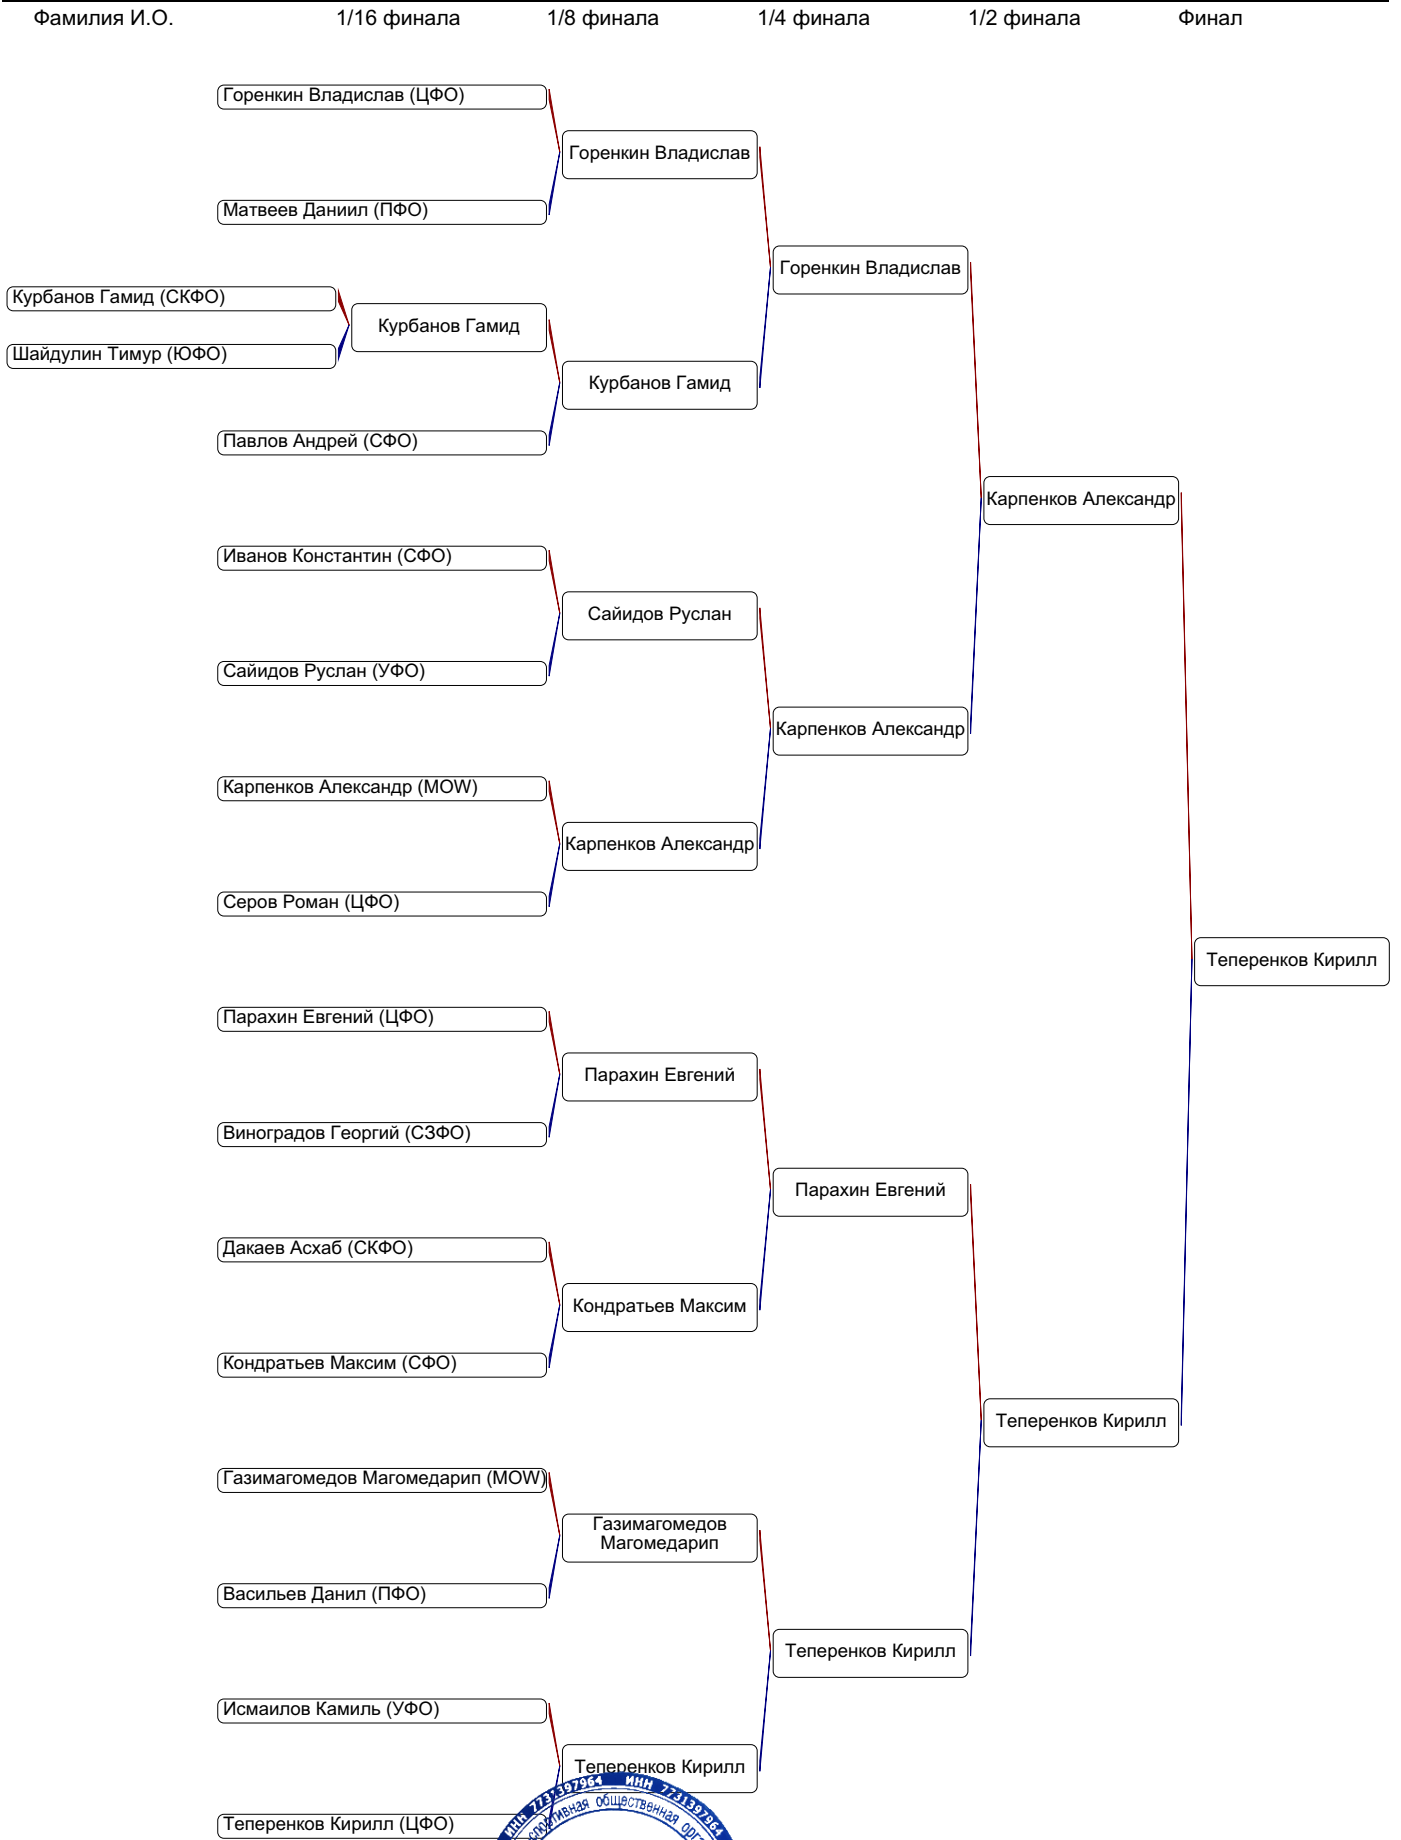 Фамилия И.О. 1/16 финала 1/8 финала 1/4 финала 1/2 финала Финал
Горенкин Владислав (ЦФО)
Горенкин Владислав
Матвеев Даниил (ПФО)
Горенкин Владислав
Курбанов Гамид (СКФО)
Курбанов Гамид
Шайдулин Тимур (ЮФО)
Курбанов Гамид
Павлов Андрей (СФО)
Карпенков Александр
Иванов Константин (СФО)
Сайидов Руслан
Сайидов Руслан (УФО)
Карпенков Александр
Карпенков Александр (MOW)
Карпенков Александр
Серов Роман (ЦФО)
Теперенков Кирилл
Парахин Евгений (ЦФО)
Парахин Евгений
Виноградов Георгий (СЗФО)
Парахин Евгений
Дакаев Асхаб (СКФО)
Кондратьев Максим
Кондратьев Максим (СФО)
Теперенков Кирилл
Газимагомедов Магомедарип (MOW)
Газимагомедов
Магомедарип
Васильев Данил (ПФО)
Теперенков Кирилл
Исмаилов Камиль (УФО)
Теперенков Кирилл
ИНН 7731397964 ИНН 7731397964
общественная
Теперенков Кирилл (ЦФО)